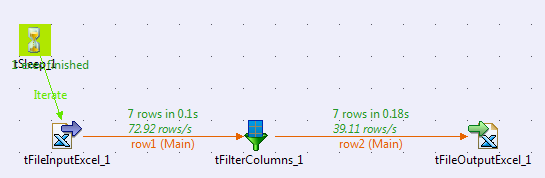 finished
tSleep_1
Iterate
7 rows in 0.1s
72.92 rows/s
row1 (Main)
7 rows in 0.18s
39.11 rows/s
row2 (Main)
tFileInputExcel_1
tFilterColumns_1
tFileOutputExcel_1